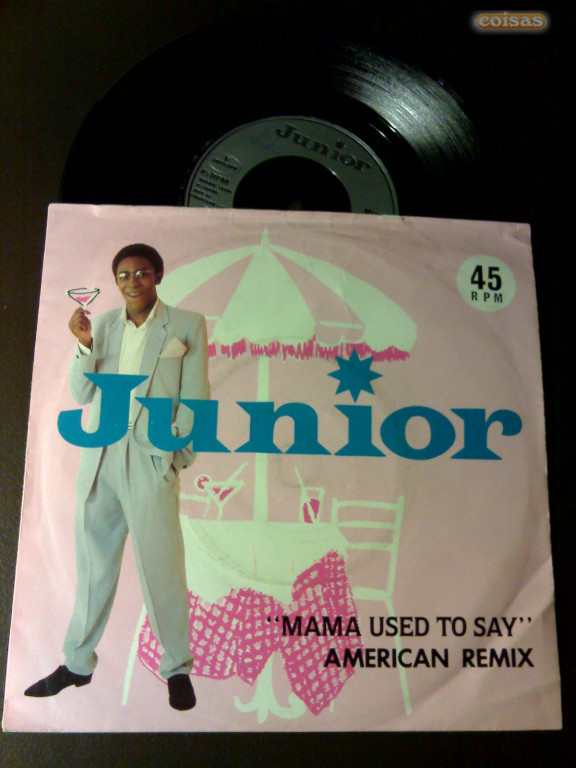 coisas
Junior
45
RPM
Junior
"MAMA USED TO SAY"
AMERICAN REMIX